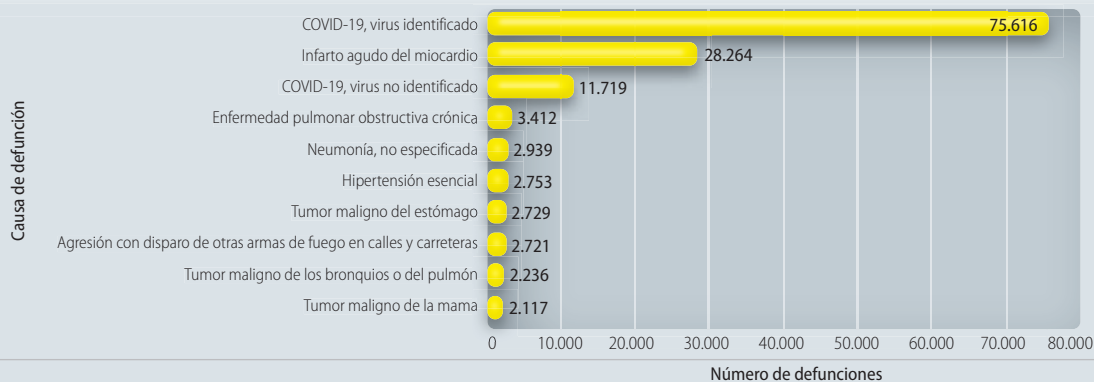 Causa de defunción
COVID-19, virus identificado 75.616
Infarto agudo del miocardio 28.264
COVID-19, virus no identificado 11.719
Enfermedad pulmonar obstructiva crónica 3.412
Neumonía, no especificada 2.939
Hipertensión esencial 2.753
Tumor maligno del estómago 2.729
Agresión con disparo de otras armas de fuego en calles y carreteras 2.721
Tumor maligno de los bronquios o del pulmón 2.236
Tumor maligno de la mama 2.117
0 10.000 20.000 30.000 40.000 50.000 60.000 70.000 80.000
Número de defunciones